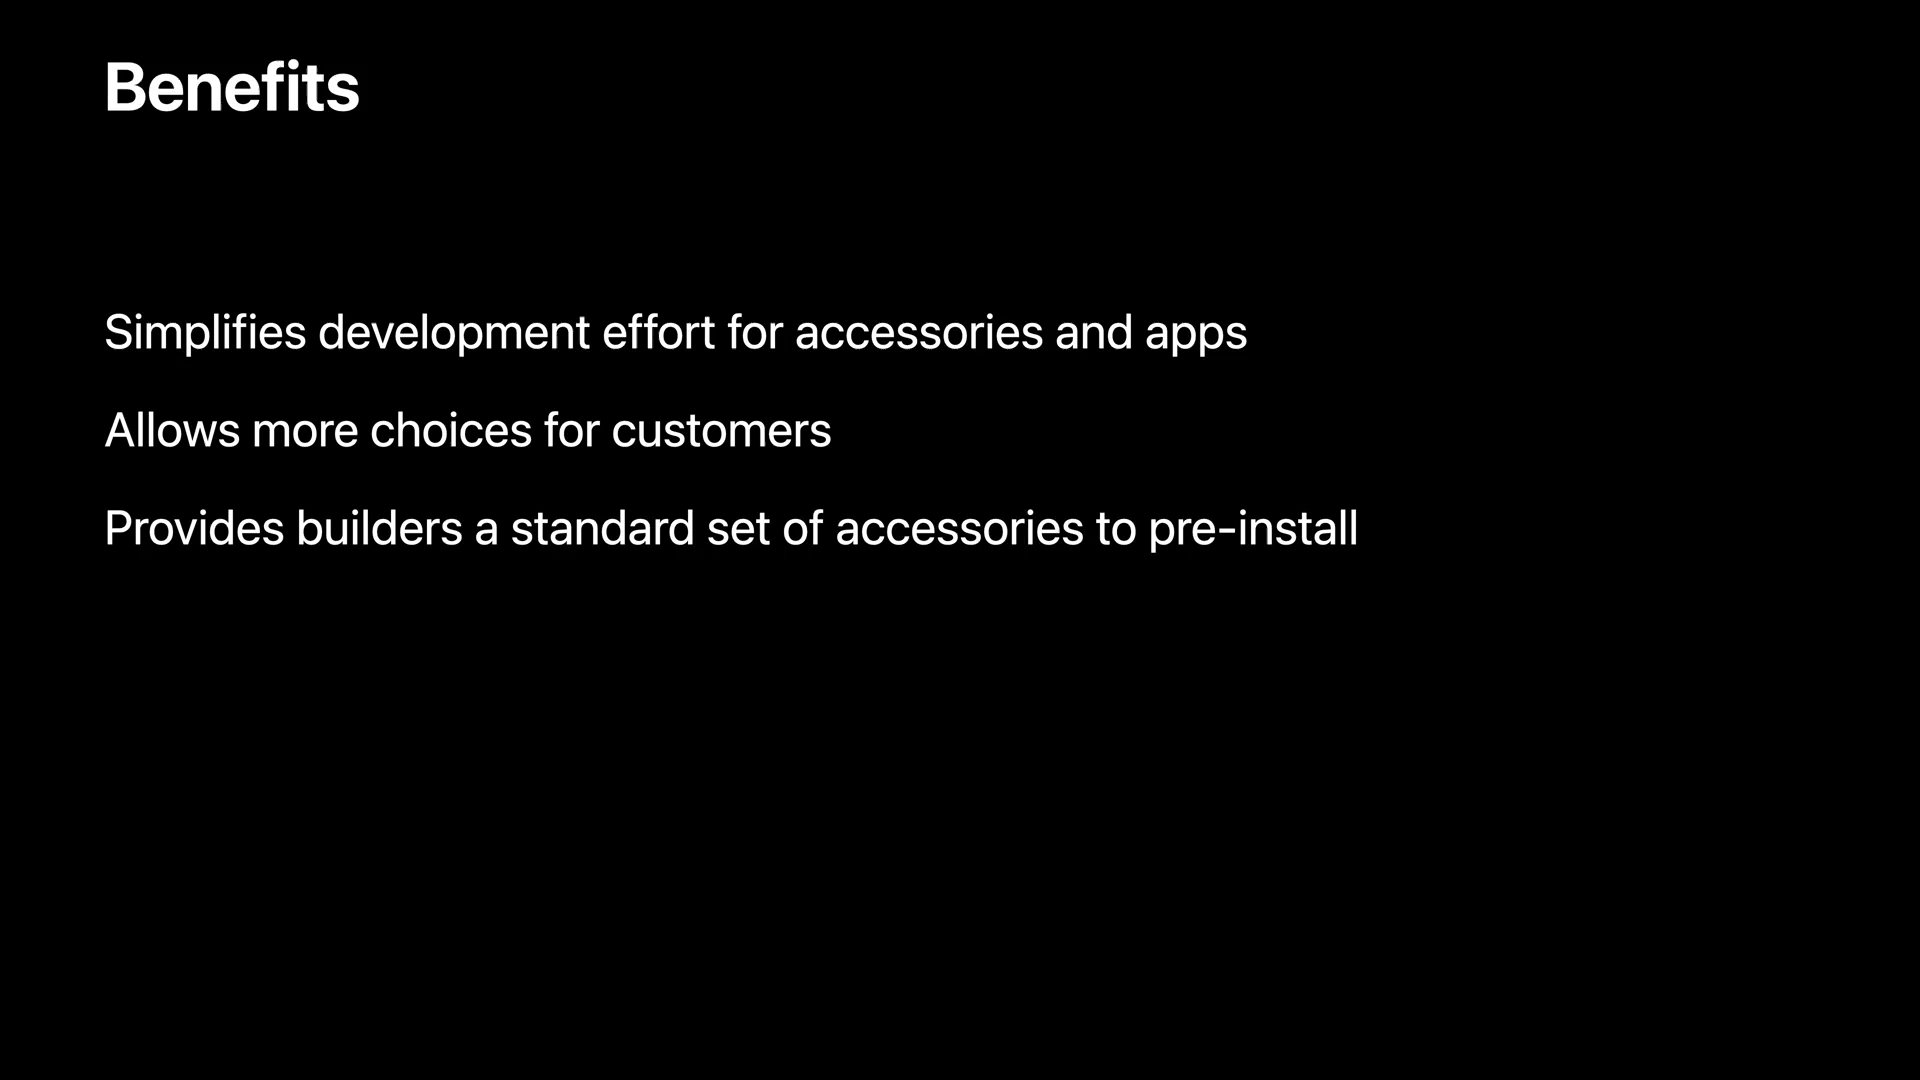 Benefits
Simplifies development effort for accessories and apps
Allows more choices for customers
Provides builders a standard set of accessories to pre-install